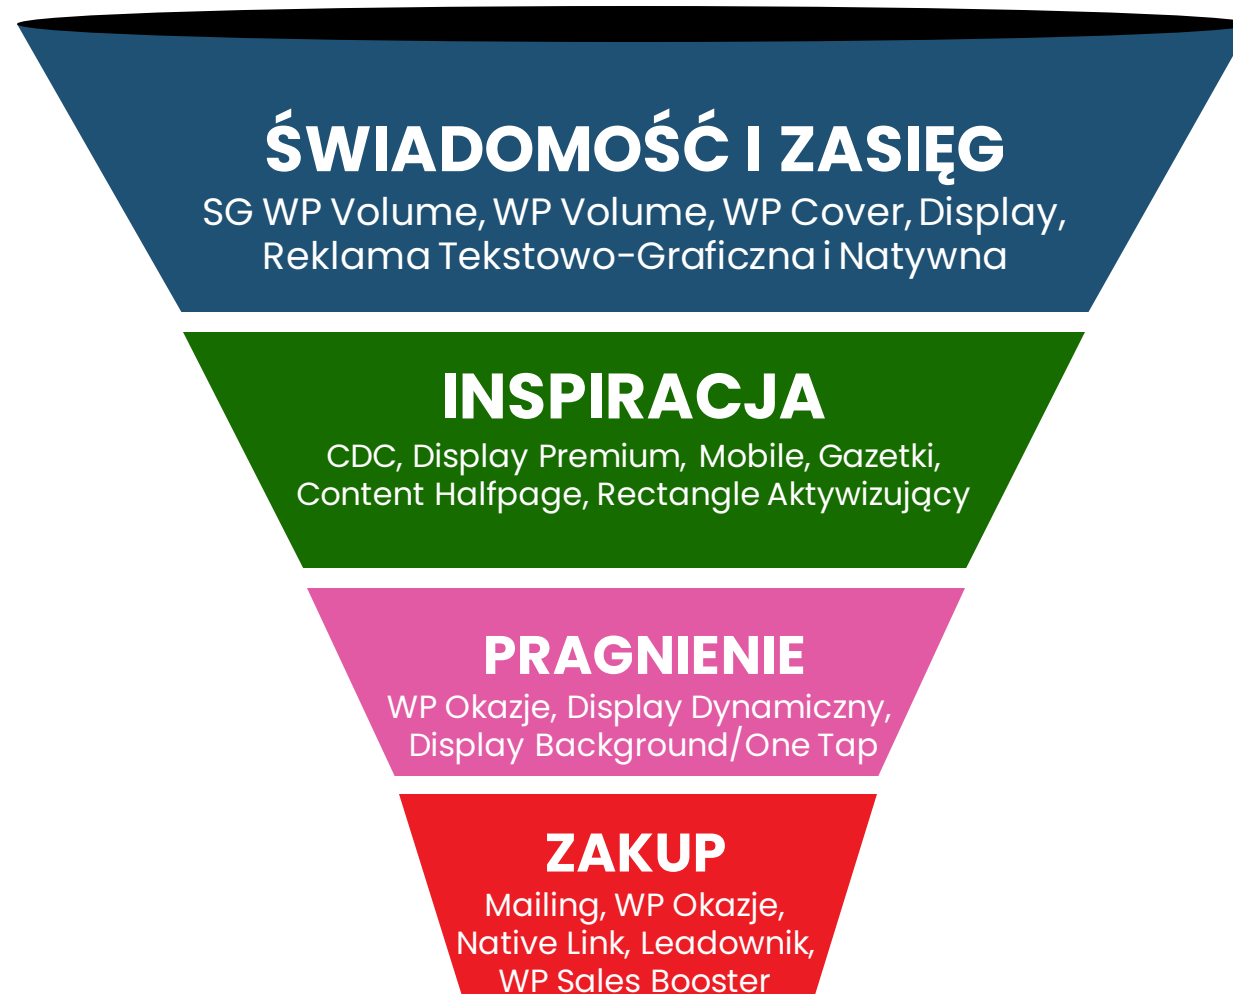 ŚWIADOMOŚĆ I ZASIĘG
SG WP Volume, WP Volume, WP Cover, Display,
Reklama Tekstowo-Graficzna i Natywna
INSPIRACJA
CDC, Display Premium, Mobile, Gazetki,
Content Halfpage, Rectangle Aktywizujący
PRAGNIENIE
WP Okazje, Display Dynamiczny,
Display Background/One Tap
ZAKUP
Mailing, WP Okazje,
Native Link, Leadownik,
WP Sales Booster